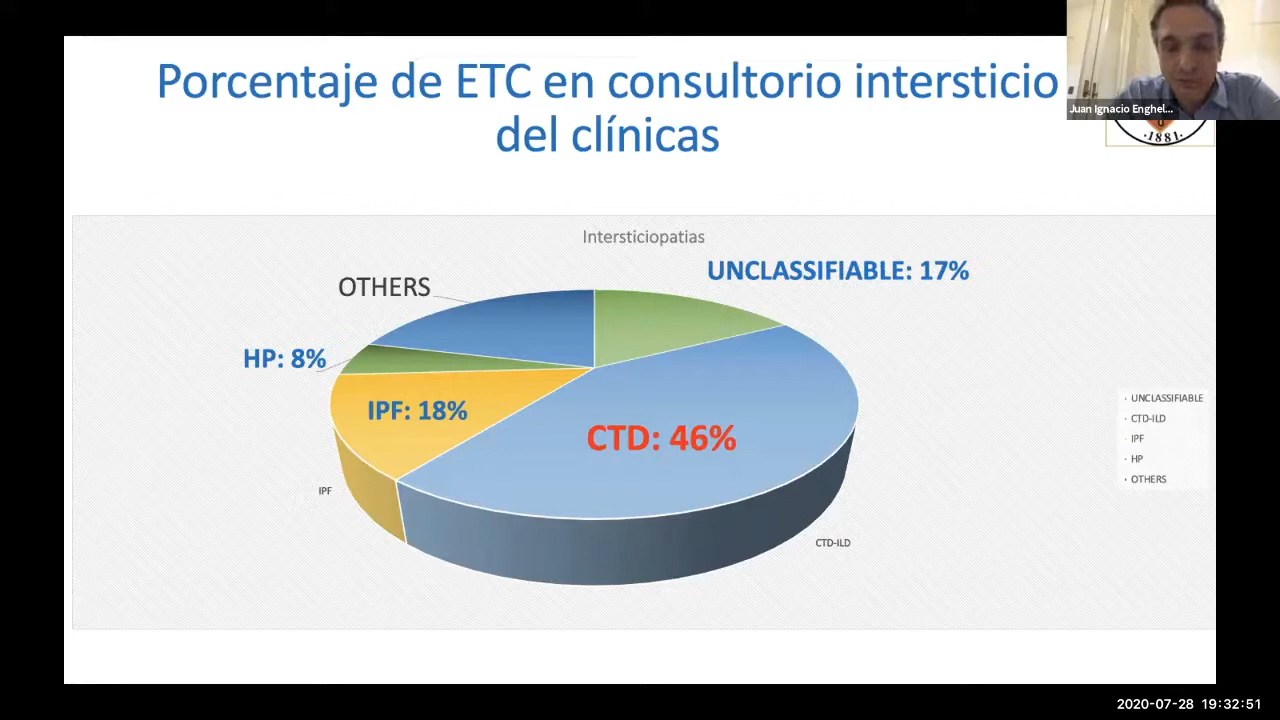 Porcentaje de ETC en consultorio intersticio
del clínicas
Juan Ignacio Enghel...
·1881·
Intersticiopatias
UNCLASSIFIABLE: 17%
OTHERS
HP: 8%
IPF: 18%
CTD: 46%
IPF
CTD-ILD
UNCLASSIFIABLE
CTD-ILD
IPF
HP
OTHERS
2020-07-28 19:32:51